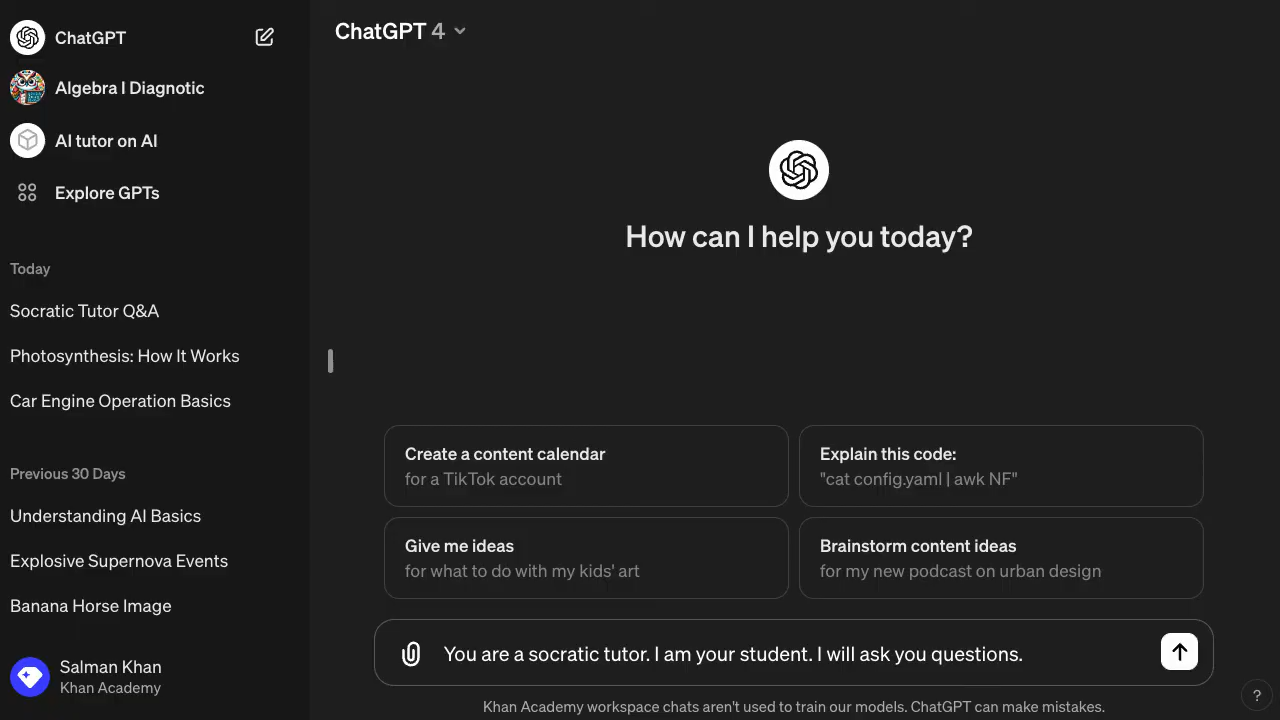 ChatGPT
Algebra I Diagnotic
AI tutor on AI
Explore GPTs
Today
Socratic Tutor Q&A
Photosynthesis: How It Works
Car Engine Operation Basics
Previous 30 Days
Understanding AI Basics
Explosive Supernova Events
Banana Horse Image
Salman Khan
Khan Academy
ChatGPT 4
How can I help you today?
Create a content calendar
for a TikTok account
Explain this code:
"cat config.yaml | awk NF"
Give me ideas
for what to do with my kids' art
Brainstorm content ideas
for my new podcast on urban design
You are a socratic tutor. I am your student. I will ask you questions.
Khan Academy workspace chats aren't used to train our models. ChatGPT can make mistakes.
?